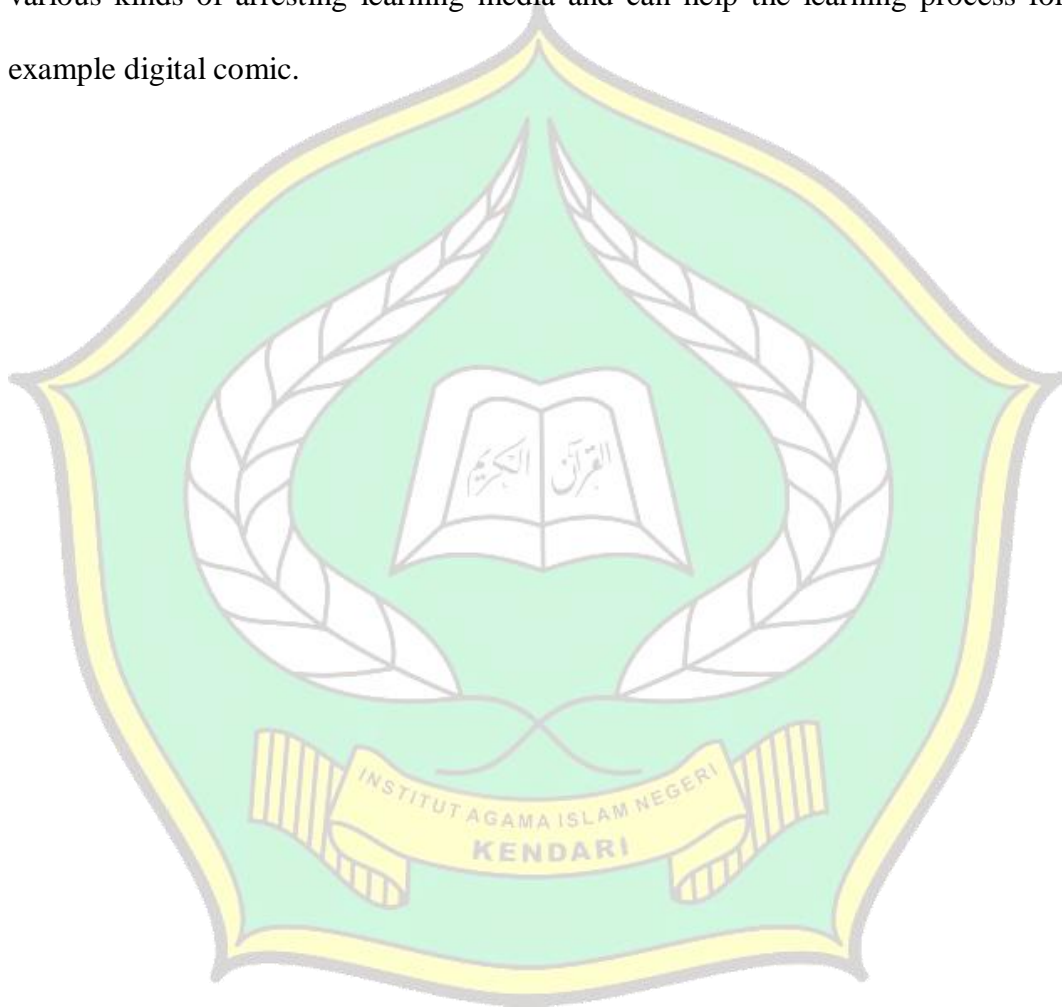 various kinds of arresting learning media and can help the learning process for
example digital comic.
القرآن الكريم
INSTITUT AGAMA ISLAM NEGERI
KENDARI